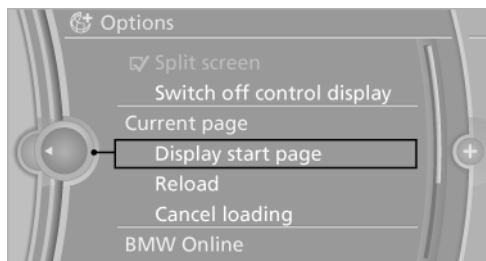 Options
Split screen
Switch off control display
Current page
Display start page
Reload
Cancel loading
BMW Online